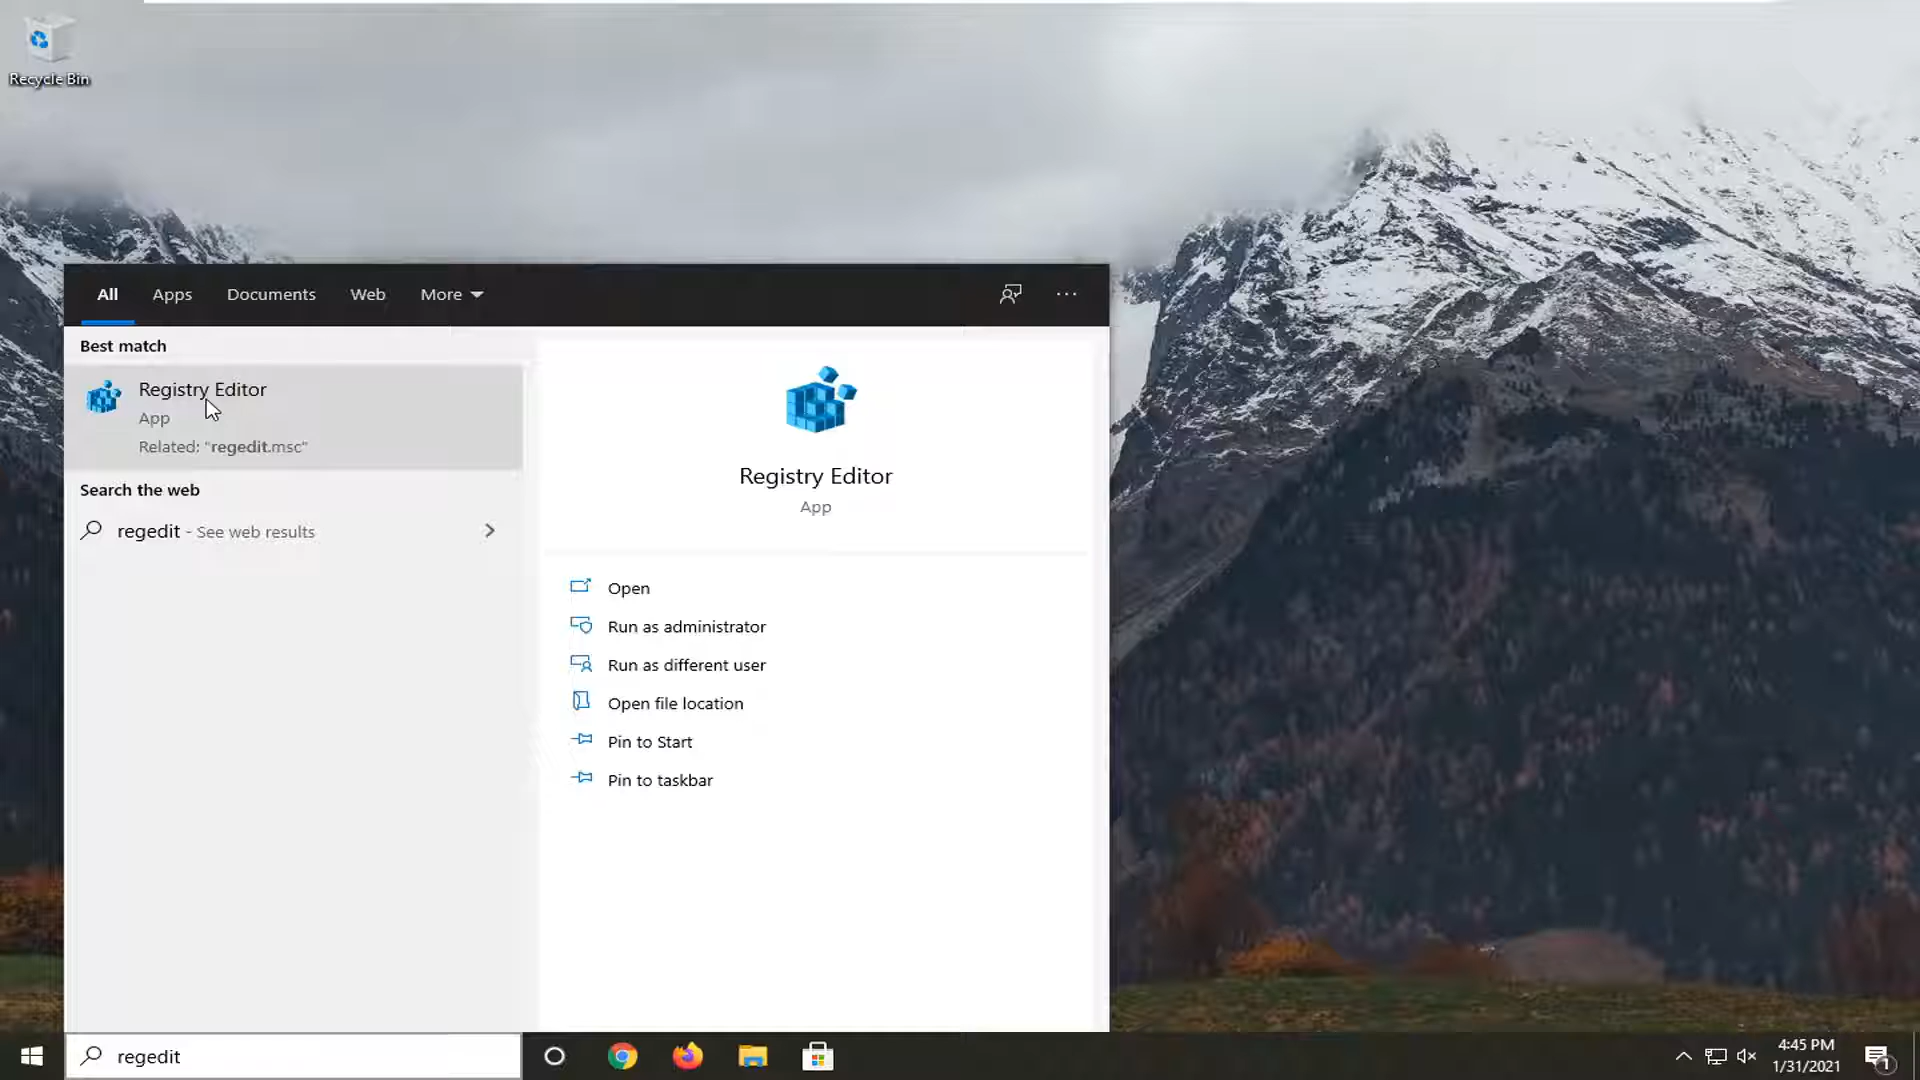 Recycle Bin
All Apps Documents Web More
Best match
Registry Editor
App
Related: "regedit.msc"
Search the web
regedit - See web results
Registry Editor
App
Open
Run as administrator
Run as different user
Open file location
Pin to Start
Pin to taskbar
regedit
4:45 PM
1/31/2021
1